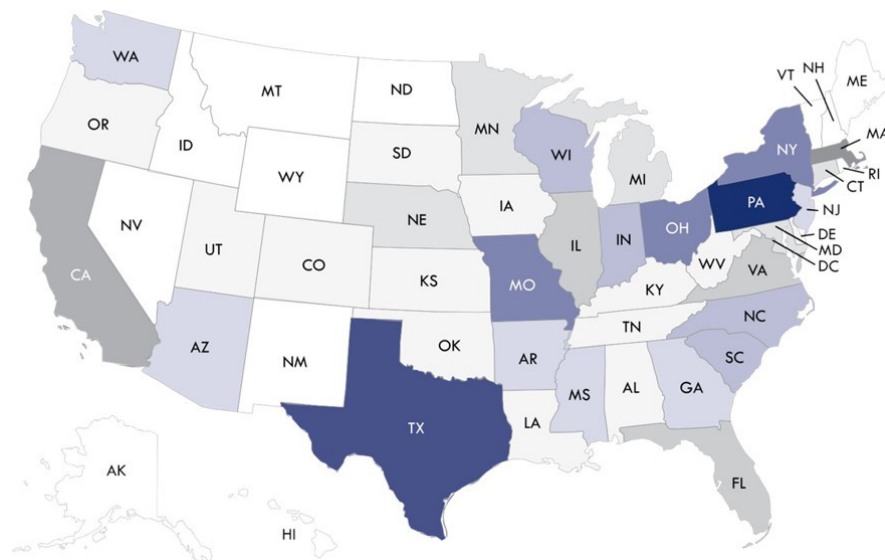 WA
MT
ND
MN
VT
NH
ME
OR
ID
SD
WI
MI
NY
MA
RI
CT
WY
IA
NE
PA
NJ
NV
UT
CO
IL
IN
OH
DE
MD
DC
CA
KS
MO
WV
VA
KY
AZ
NM
OK
AR
TN
NC
SC
TX
LA
MS
AL
GA
FL
AK
HI